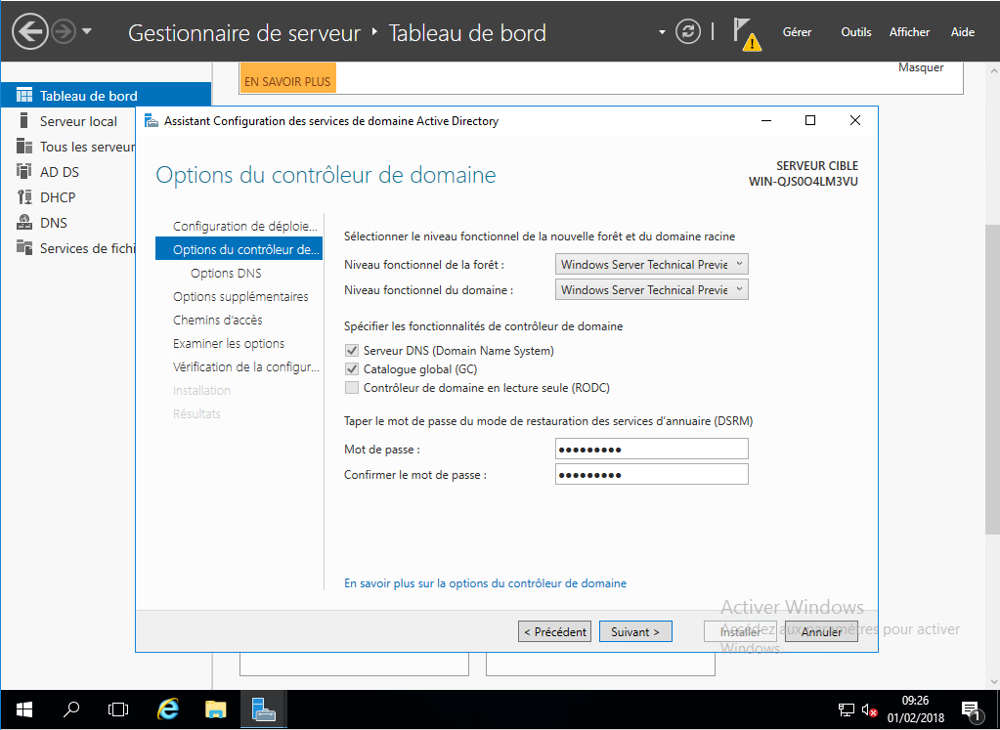 Gestionnaire de serveur ‣ Tableau de bord
Gérer Outils Afficher Aide
EN SAVOIR PLUS
Masquer
Tableau de bord
Serveur local
Tous les serveur
AD DS
DHCP
DNS
Services de fichi
Assistant Configuration des services de domaine Active Directory
Options du contrôleur de domaine
SERVEUR CIBLE
WIN-QJS0O4LM3VU
Configuration de déploie...
Options du contrôleur de...
Options DNS
Options supplémentaires
Chemins d'accès
Examiner les options
Vérification de la configur...
Installation
Résultats
Sélectionner le niveau fonctionnel de la nouvelle forêt et du domaine racine
Niveau fonctionnel de la forêt : Windows Server Technical Previe
Niveau fonctionnel du domaine : Windows Server Technical Previe
Spécifier les fonctionnalités de contrôleur de domaine
Serveur DNS (Domain Name System)
Catalogue global (GC)
Contrôleur de domaine en lecture seule (RODC)
Taper le mot de passe du mode de restauration des services d'annuaire (DSRM)
Mot de passe : •••••••••
Confirmer le mot de passe : •••••••••
En savoir plus sur la options du contrôleur de domaine
< Précédent Suivant > Installer Annuler
Activer Windows
Accédez aux paramètres pour activer
Windows.
09:26
01/02/2018
1